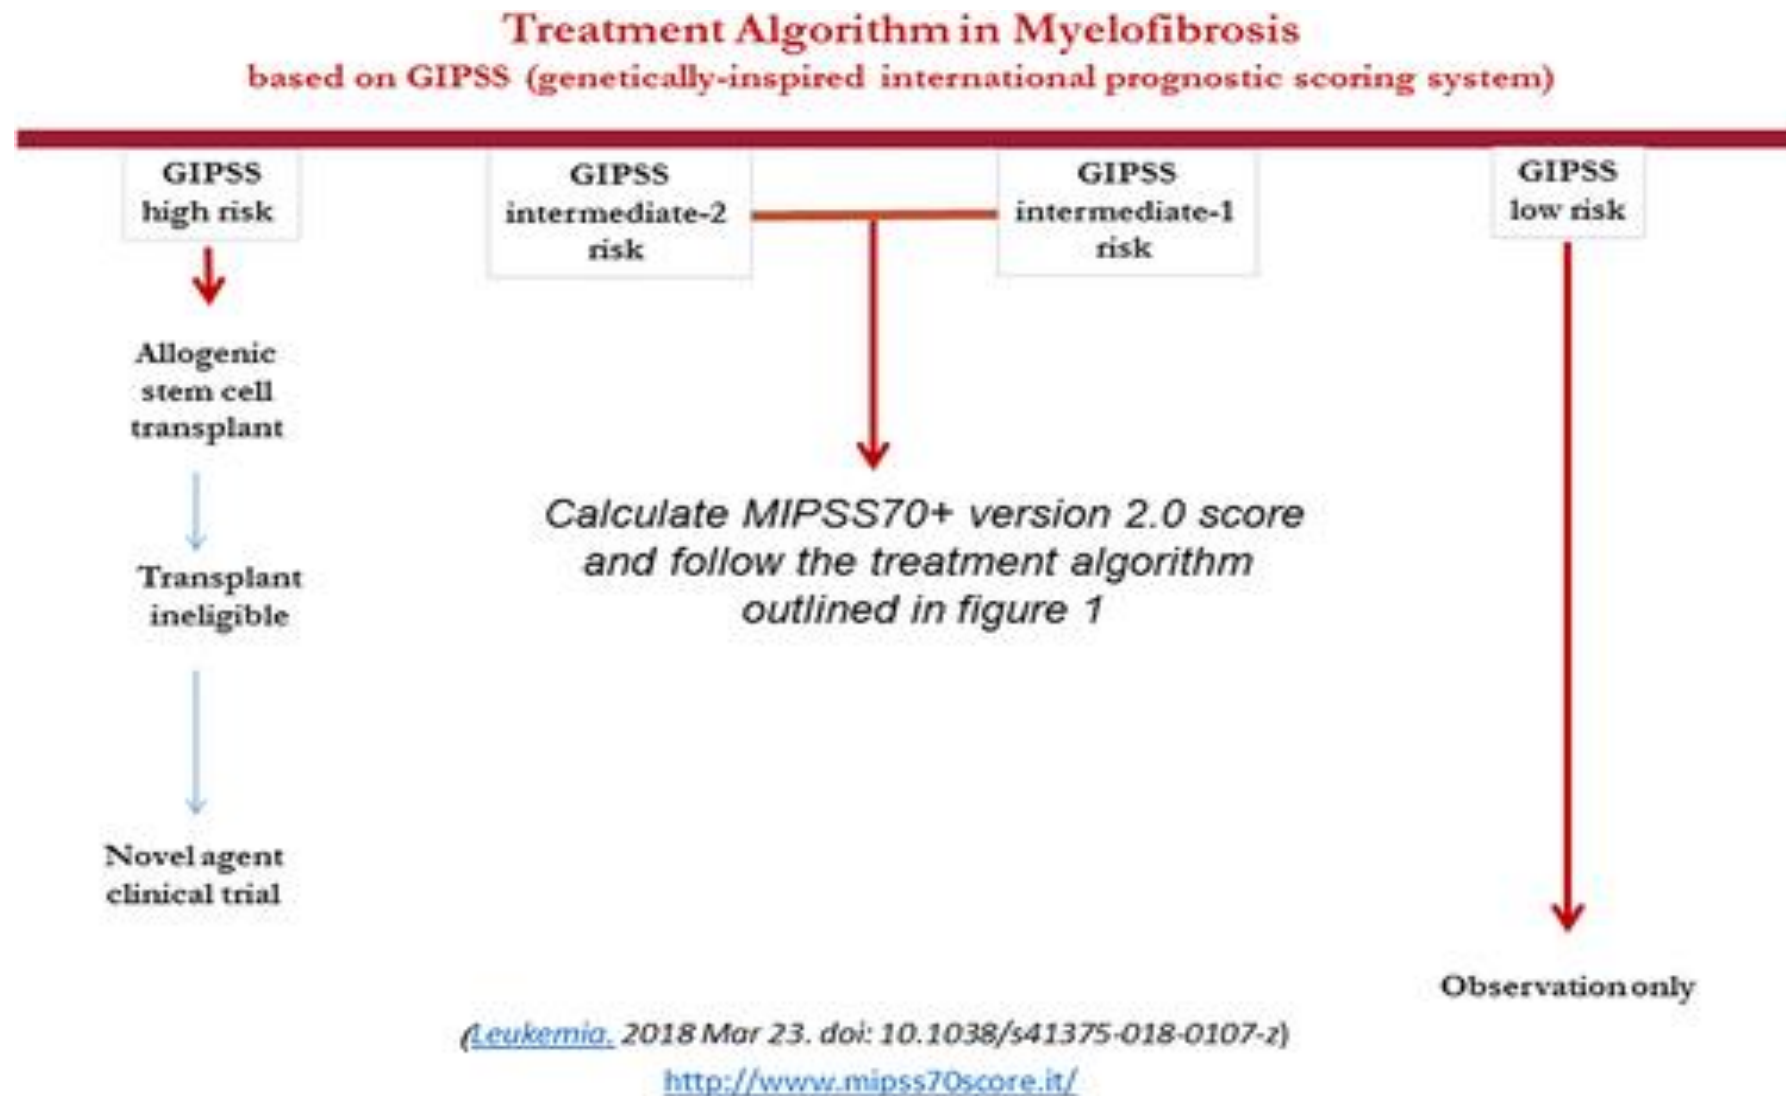 Treatment Algorithm in Myelofibrosis
based on GIPSS (genetically-inspired international prognostic scoring system)
GIPSS
high risk
GIPSS
intermediate-2
risk
GIPSS
intermediate-1
risk
GIPSS
low risk
Allogenic
stem cell
transplant
Transplant
ineligible
Novel agent
clinical trial
Calculate MIPSS70+ version 2.0 score
and follow the treatment algorithm
outlined in figure 1
Observation only
(Leukemia. 2018 Mar 23. doi: 10.1038/s41375-018-0107-z)
http://www.mipss70score.it/